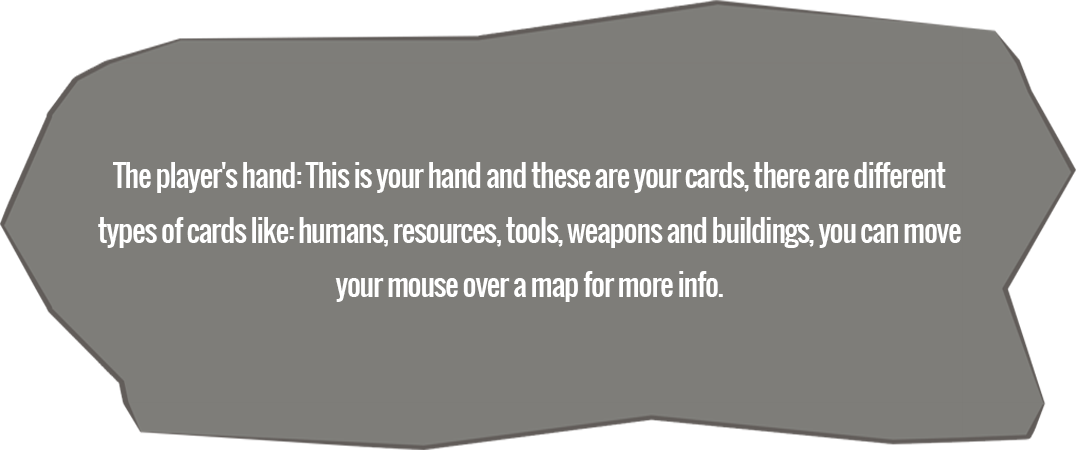 The player's hand: This is your hand and these are your cards, there are different
types of cards like: humans, resources, tools, weapons and buildings, you can move
your mouse over a map for more info.